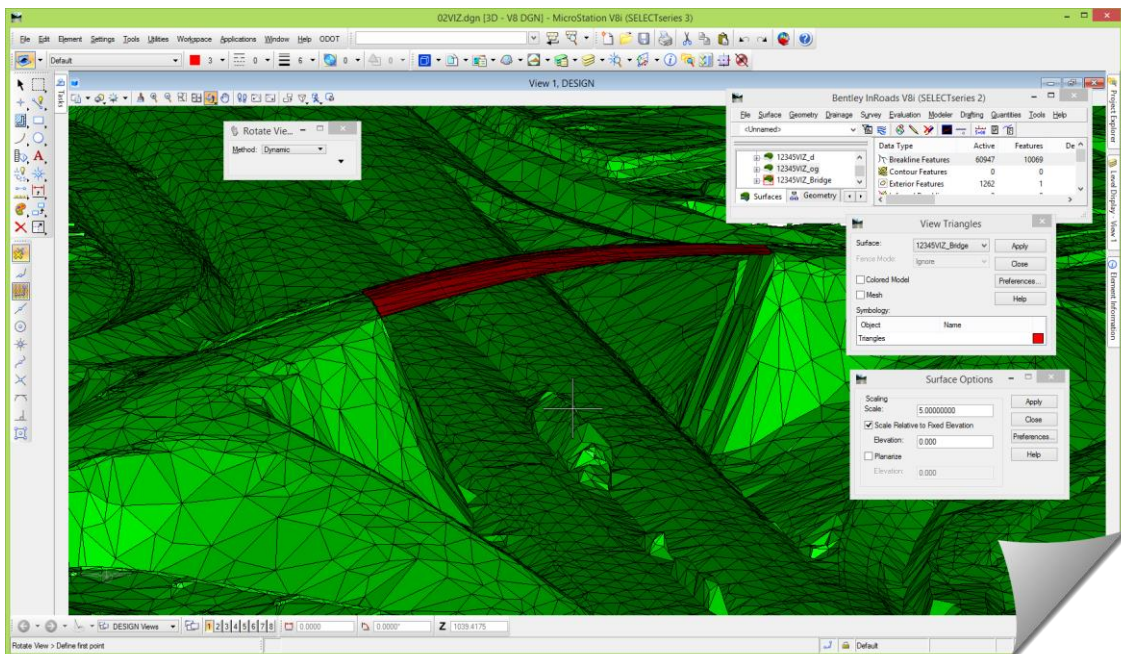 02VIZ.dgn [3D - V8 DGN] - MicroStation V8i (SELECTseries 3)
File Edit Element Settings Tools Utilities Workspace Applications Window Help ODOT
Default 3 0 6 0 0
View 1, DESIGN
Tasks
Rotate Vie...
Method: Dynamic
Bentley InRoads V8i (SELECTseries 2)
File Surface Geometry Drainage Survey Evaluation Modeler Drafting Quantities Tools Help
<Unnamed>
12345VIZ_d
12345VIZ_og
12345VIZ_Bridge
Surfaces Geometry
Data Type Active Features De
Breakline Features 60947 10069
Contour Features 0 0
Exterior Features 1262 1
View Triangles
Surface: 12345VIZ_Bridge Apply
Fence Mode: Ignore Close
Colored Model Preferences...
Mesh Help
Symbology:
Object Name
Triangles
Surface Options
Scaling
Scale: 5.00000000 Apply
Scale Relative to Fixed Elevation Close
Elevation: 0.000 Preferences...
Planarize Help
Elevation: 0.000
Project Explorer
Level Display - View 1
Element Information
DESIGN Views 1 2 3 4 5 6 7 8 0.0000 0.0000° Z 1039.4175
Rotate View > Define first point Default